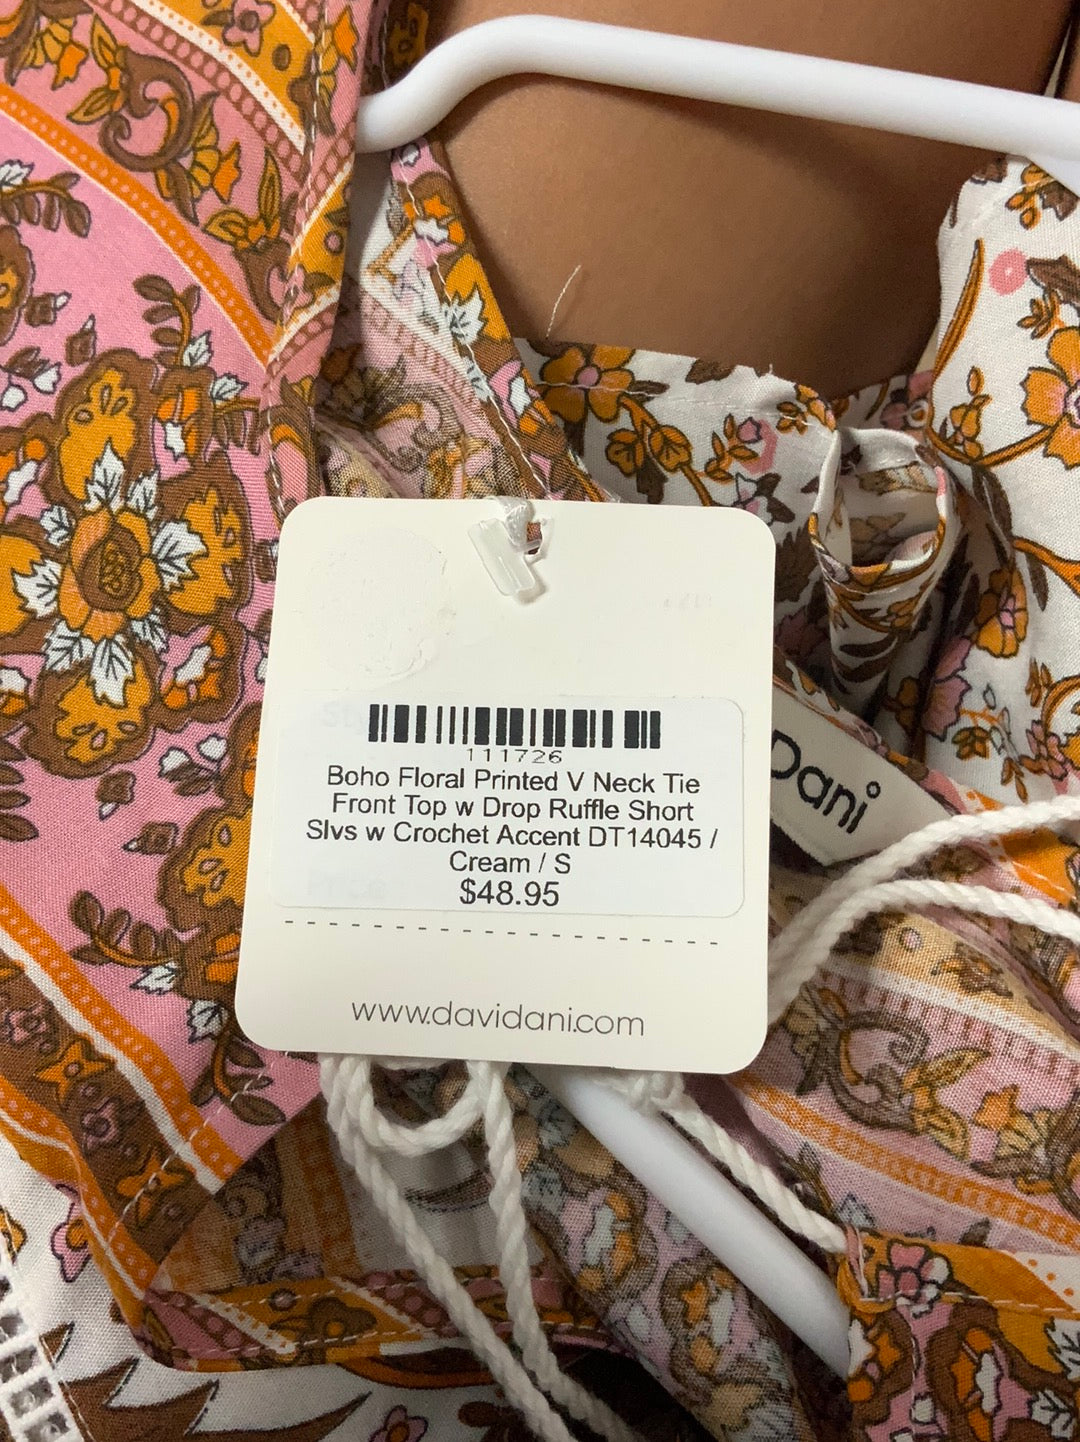 111726
Boho Floral Printed V Neck Tie
Front Top w Drop Ruffle Short
Slvs w Crochet Accent DT14045 /
Cream / S
$48.95
www.davidani.com
Dani